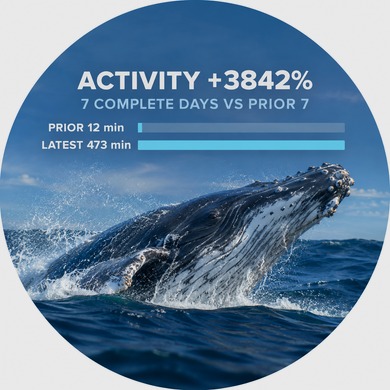 ACTIVITY +3842%
7 COMPLETE DAYS VS PRIOR 7
PRIOR 12 min
LATEST 473 min